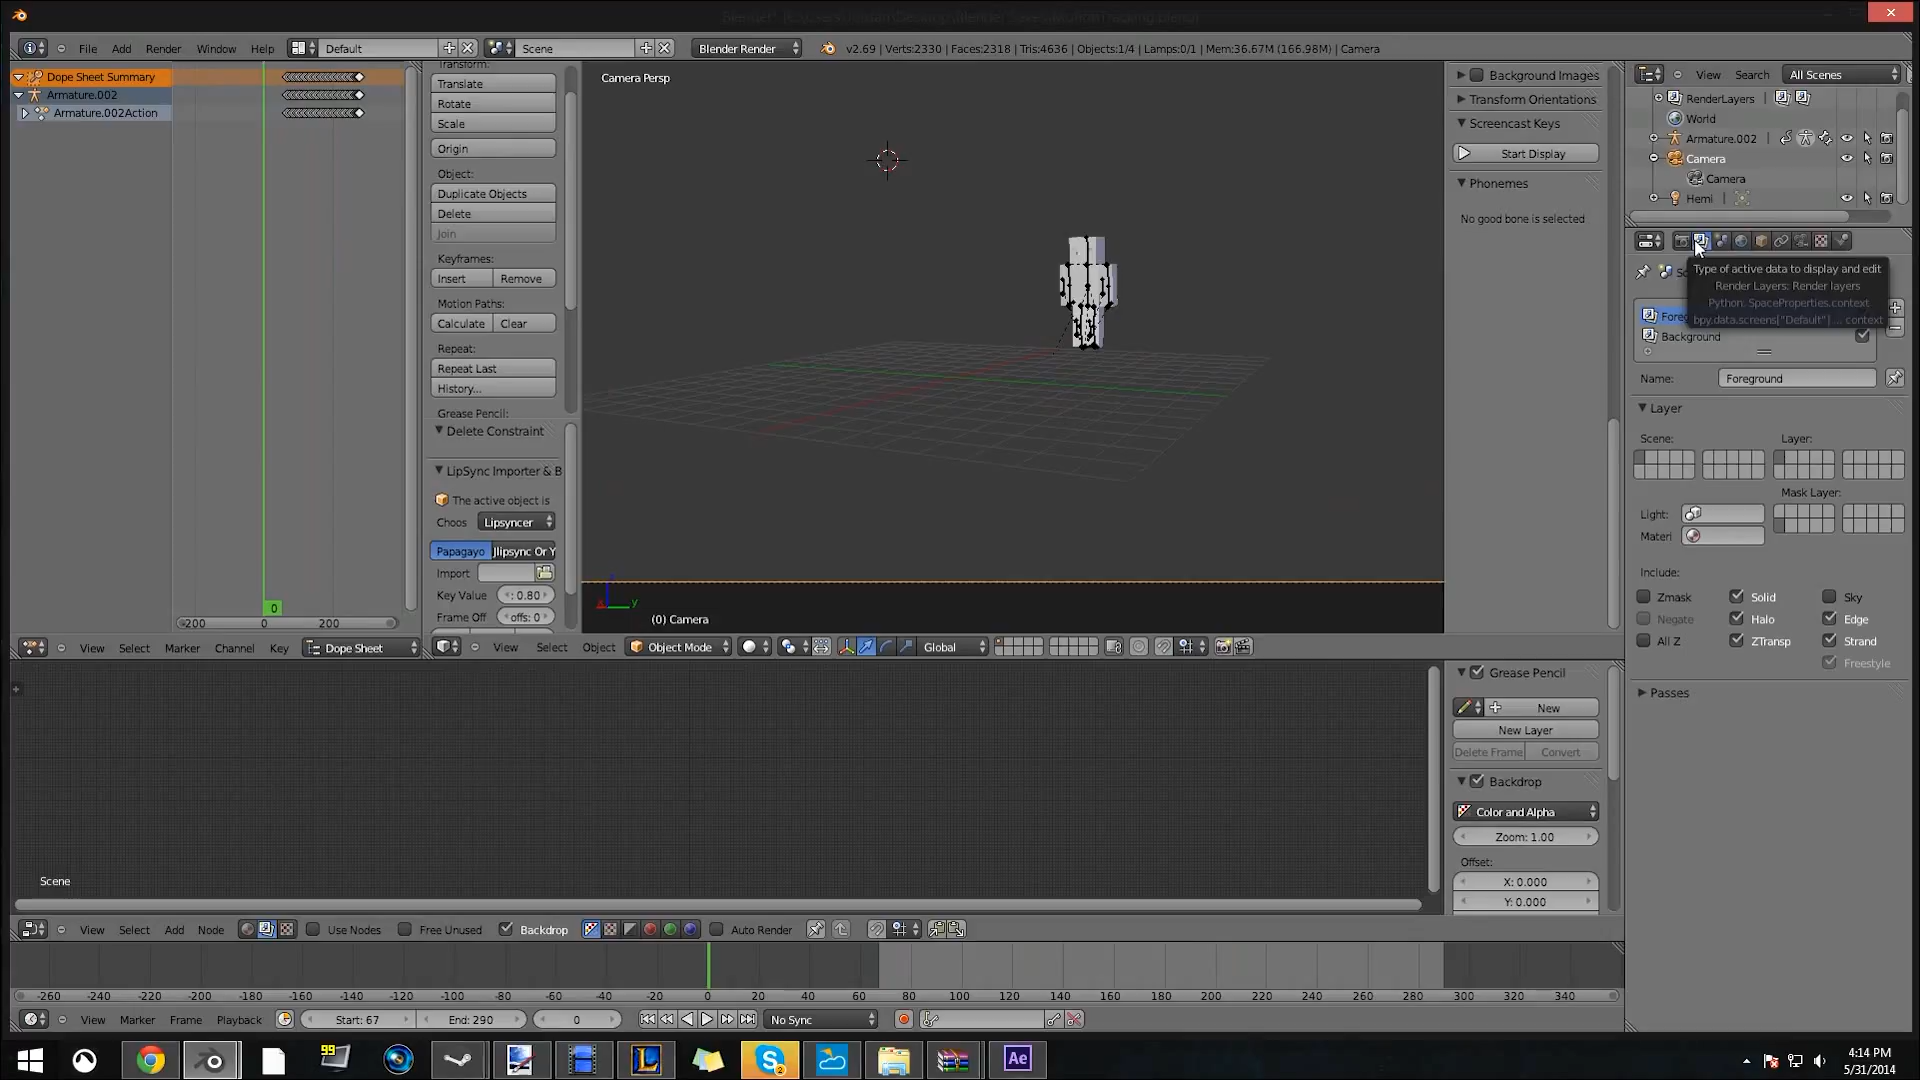 File Add Render Window Help Default Scene Blender Render v2.69 | Verts:2330 | Faces:2318 | Tris:4636 | Objects:1/4 | Lamps:0/1 | Mem:36.67M (166.98M) | Camera
Dope Sheet Summary
Armature.002
Armature.002Action
-200 0 200
0
View Select Marker Channel Key Dope Sheet
Transform:
Translate
Rotate
Scale
Origin
Object:
Duplicate Objects
Delete
Join
Keyframes:
Insert Remove
Motion Paths:
Calculate Clear
Repeat:
Repeat Last
History...
Grease Pencil:
Delete Constraint
LipSync Importer & B
The active object is
Choos Lipsyncer
Papagayo Jlipsync Or Y
Import
Key Value : 0.80
Frame Off offs: 0
Camera Persp
(0) Camera
View Select Object Object Mode Global
Background Images
Transform Orientations
Screencast Keys
Start Display
Phonemes
No good bone is selected
View Search All Scenes
RenderLayers
World
Armature.002
Camera
Camera
Hemi
Type of active data to display and edit
Render Layers: Render layers
Python: SpaceProperties.context
bpy.data.screens["Default"] ... context
Background
Name: Foreground
Layer
Scene: Layer:
Mask Layer:
Light:
Materi
Include:
Zmask Solid Sky
Negate Halo Edge
All Z ZTransp Strand
Freestyle
Passes
Scene
View Select Add Node Use Nodes Free Unused Backdrop Auto Render
Grease Pencil
New
New Layer
Delete Frame Convert
Backdrop
Color and Alpha
Zoom: 1.00
Offset:
X: 0.000
Y: 0.000
-260 -240 -220 -200 -180 -160 -140 -120 -100 -80 -60 -40 -20 0 20 40 60 80 100 120 140 160 180 200 220 240 260 280 300 320 340
View Marker Frame Playback Start: 67 End: 290 0 No Sync
99
2
Ae
4:14 PM
5/31/2014